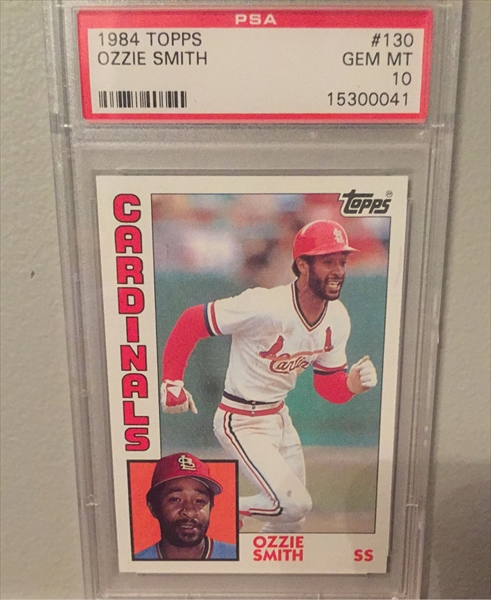 PSA
1984 TOPPS #130
OZZIE SMITH GEM MT
10
15300041
Topps
CARDINALS
Cardinals
OZZIE
SMITH SS